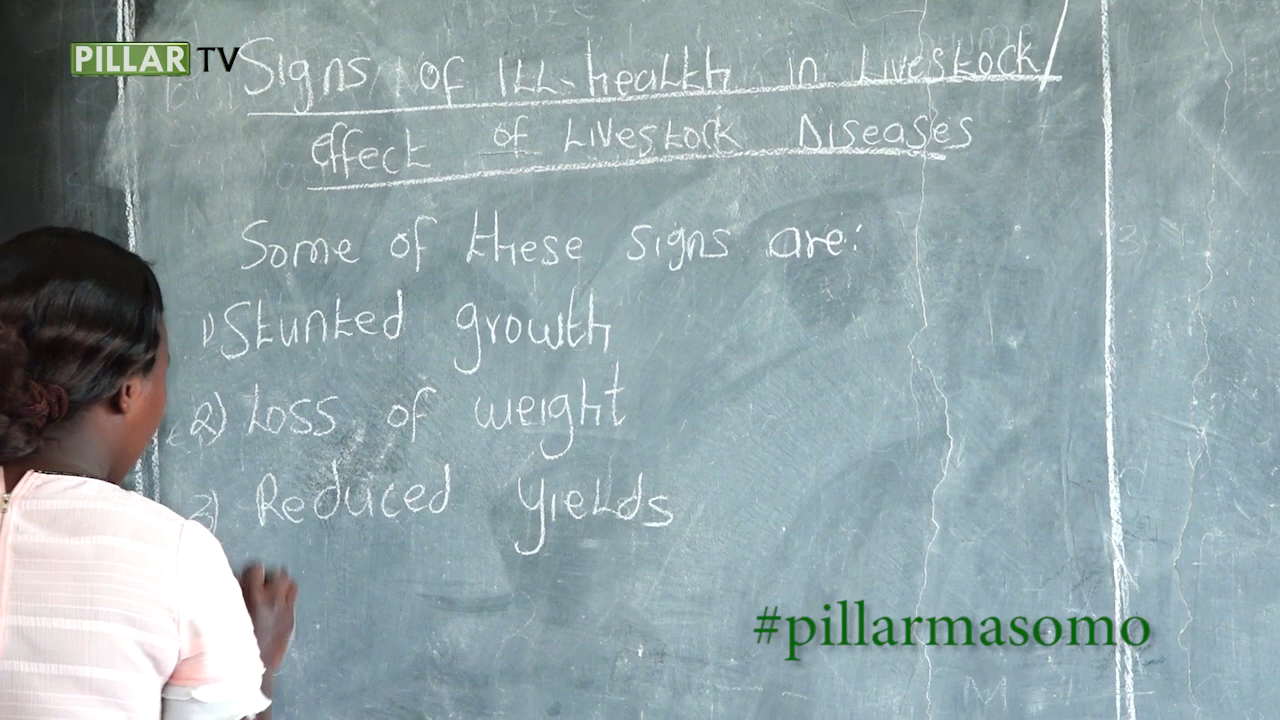 PILLAR TV
Signs of Ill-health in Livestock/
effect of Livestock Diseases
Some of these signs are:
1) Stunted growth
2) Loss of weight
3) Reduced yields
#pillarmasomo